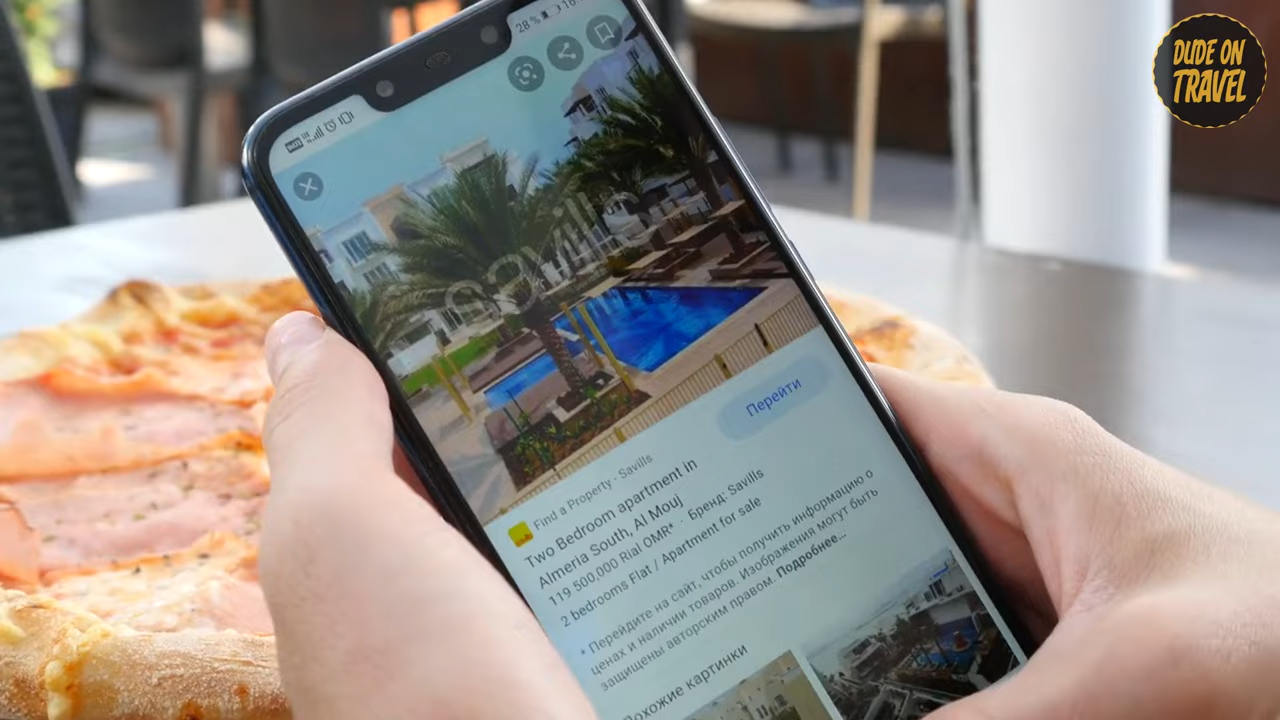 DUDE ON
TRAVEL
28 %
savills
Перейти
Find a Property - Savills
Two Bedroom apartment in
Almeria South, Al Mouj
119 500,000 Rial OMR* · Бренд: Savills
2 bedrooms Flat / Apartment for sale
* Перейдите на сайт, чтобы получить информацию о
ценах и наличии товаров. Изображения могут быть
защищены авторским правом. Подробнее...
Похожие картинки